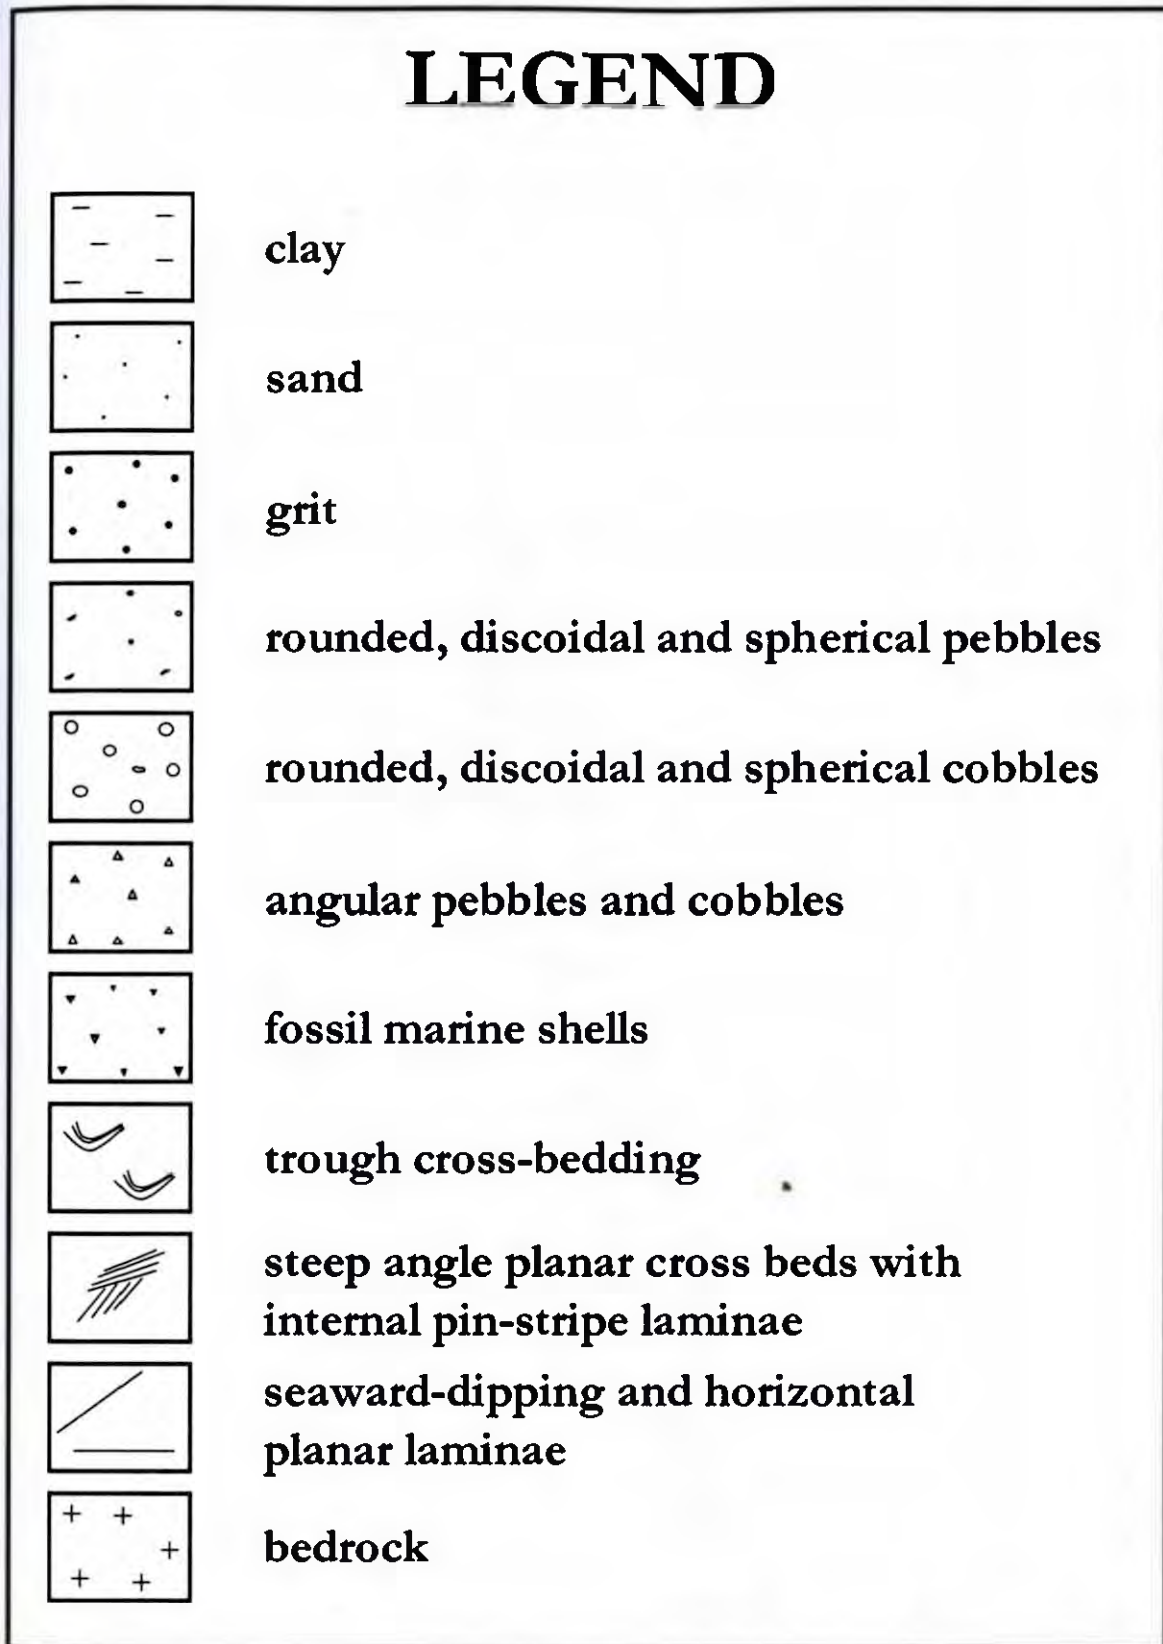 LEGEND
clay
sand
grit
rounded, discoidal and spherical pebbles
rounded, discoidal and spherical cobbles
angular pebbles and cobbles
fossil marine shells
trough cross-bedding
steep angle planar cross beds with
internal pin-stripe laminae
seaward-dipping and horizontal
planar laminae
bedrock